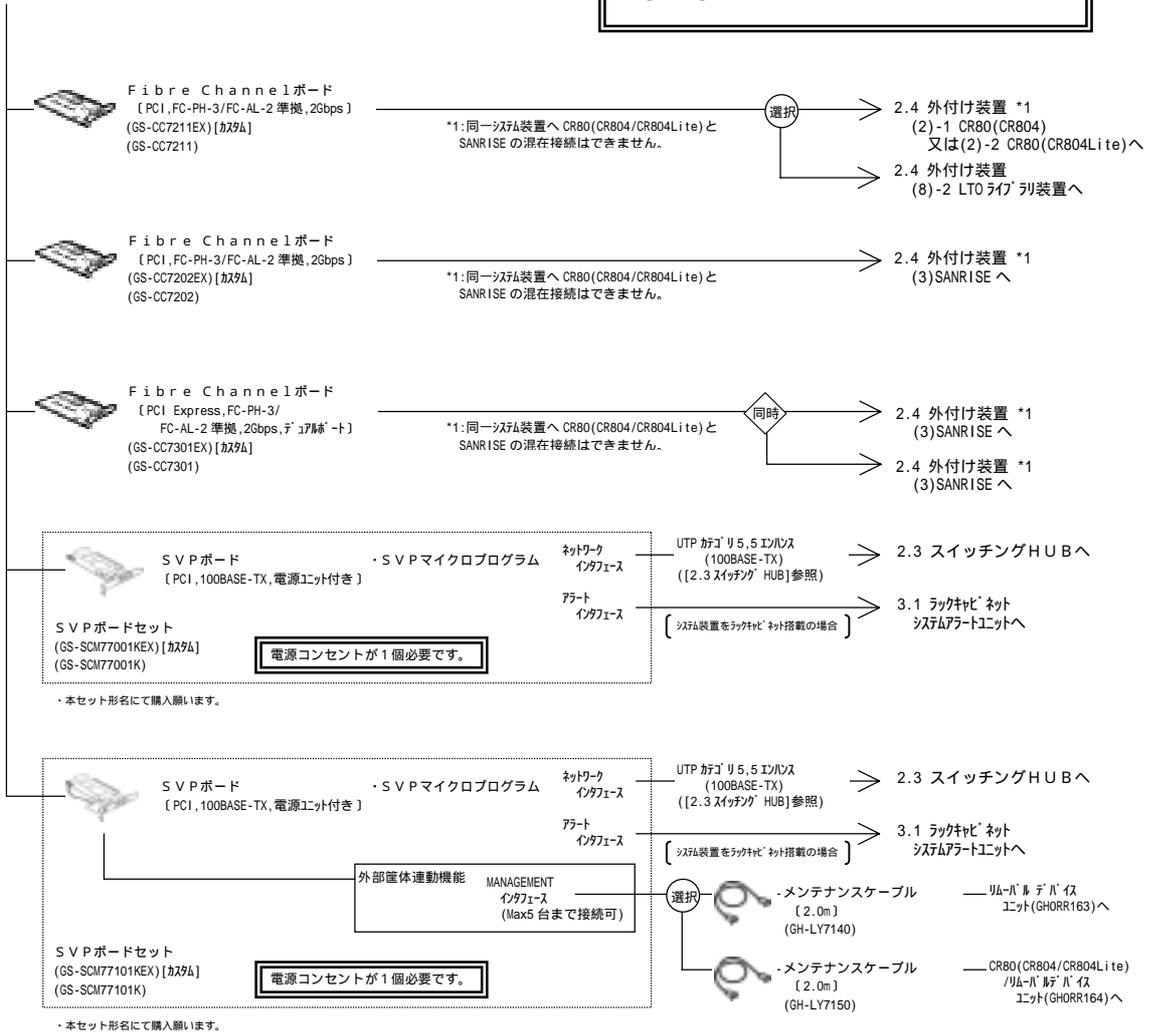 Ｆｉｂｒｅ Ｃｈａｎｎｅｌボード
〔PCI,FC-PH-3/FC-AL-2 準拠,2Gbps〕
(GS-CC7211EX)[ｶｽﾀﾑ]
(GS-CC7211)
*1:同一ｼｽﾃﾑ装置へ CR80(CR804/CR804Lite)と
SANRISE の混在接続はできません。
選択
2.4 外付け装置 *1
(2)-1 CR80(CR804)
又は(2)-2 CR80(CR804Lite)へ
2.4 外付け装置
(8)-2 LTO ﾗｲﾌﾞﾗﾘ装置へ
Ｆｉｂｒｅ Ｃｈａｎｎｅｌボード
〔PCI,FC-PH-3/FC-AL-2 準拠,2Gbps〕
(GS-CC7202EX)[ｶｽﾀﾑ]
(GS-CC7202)
*1:同一ｼｽﾃﾑ装置へ CR80(CR804/CR804Lite)と
SANRISE の混在接続はできません。
2.4 外付け装置 *1
(3)SANRISE へ
Ｆｉｂｒｅ Ｃｈａｎｎｅｌボード
〔PCI Express,FC-PH-3/
FC-AL-2 準拠,2Gbps,ﾃﾞｭｱﾙﾎﾟｰﾄ〕
(GS-CC7301EX)[ｶｽﾀﾑ]
(GS-CC7301)
*1:同一ｼｽﾃﾑ装置へ CR80(CR804/CR804Lite)と
SANRISE の混在接続はできません。
同時
2.4 外付け装置 *1
(3)SANRISE へ
2.4 外付け装置 *1
(3)SANRISE へ
ＳＶＰボード
〔PCI,100BASE-TX,電源ﾕﾆｯﾄ付き〕
・ＳＶＰマイクロプログラム
ﾈｯﾄﾜｰｸ
ｲﾝﾀﾌｪｰｽ
UTP ｶﾃｺﾞﾘ 5,5 ｴﾝﾊﾝｽ
(100BASE-TX)
([2.3 ｽｲｯﾁﾝｸﾞ HUB]参照)
2.3 スイッチングＨＵＢへ
ｱﾗｰﾄ
ｲﾝﾀﾌｪｰｽ
ｼｽﾃﾑ装置をﾗｯｸｷｬﾋﾞﾈｯﾄ搭載の場合
3.1 ﾗｯｸｷｬﾋﾞﾈｯﾄ
ｼｽﾃﾑｱﾗｰﾄﾕﾆｯﾄへ
ＳＶＰボードセット
(GS-SCM77001KEX)[ｶｽﾀﾑ]
(GS-SCM77001K)
電源コンセントが１個必要です。
・本セット形名にて購入願います。
ＳＶＰボード
〔PCI,100BASE-TX,電源ﾕﾆｯﾄ付き〕
・ＳＶＰマイクロプログラム
ﾈｯﾄﾜｰｸ
ｲﾝﾀﾌｪｰｽ
UTP ｶﾃｺﾞﾘ 5,5 ｴﾝﾊﾝｽ
(100BASE-TX)
([2.3 ｽｲｯﾁﾝｸﾞ HUB]参照)
2.3 スイッチングＨＵＢへ
ｱﾗｰﾄ
ｲﾝﾀﾌｪｰｽ
ｼｽﾃﾑ装置をﾗｯｸｷｬﾋﾞﾈｯﾄ搭載の場合
3.1 ﾗｯｸｷｬﾋﾞﾈｯﾄ
ｼｽﾃﾑｱﾗｰﾄﾕﾆｯﾄへ
外部筐体連動機能
MANAGEMENT
ｲﾝﾀﾌｪｰｽ
(Max5 台まで接続可)
選択
メンテナンスケーブル
〔2.0m〕
(GH-LY7140)
ﾘﾑｰﾊﾞﾙ ﾃﾞﾊﾞｲｽ
ﾕﾆｯﾄ(GHORR163)へ
メンテナンスケーブル
〔2.0m〕
(GH-LY7150)
CR80(CR804/CR804Lite)
/ﾘﾑｰﾊﾞﾙﾃﾞﾊﾞｲｽ
ﾕﾆｯﾄ(GHORR164)へ
ＳＶＰボードセット
(GS-SCM77101KEX)[ｶｽﾀﾑ]
(GS-SCM77101K)
電源コンセントが１個必要です。
・本セット形名にて購入願います。